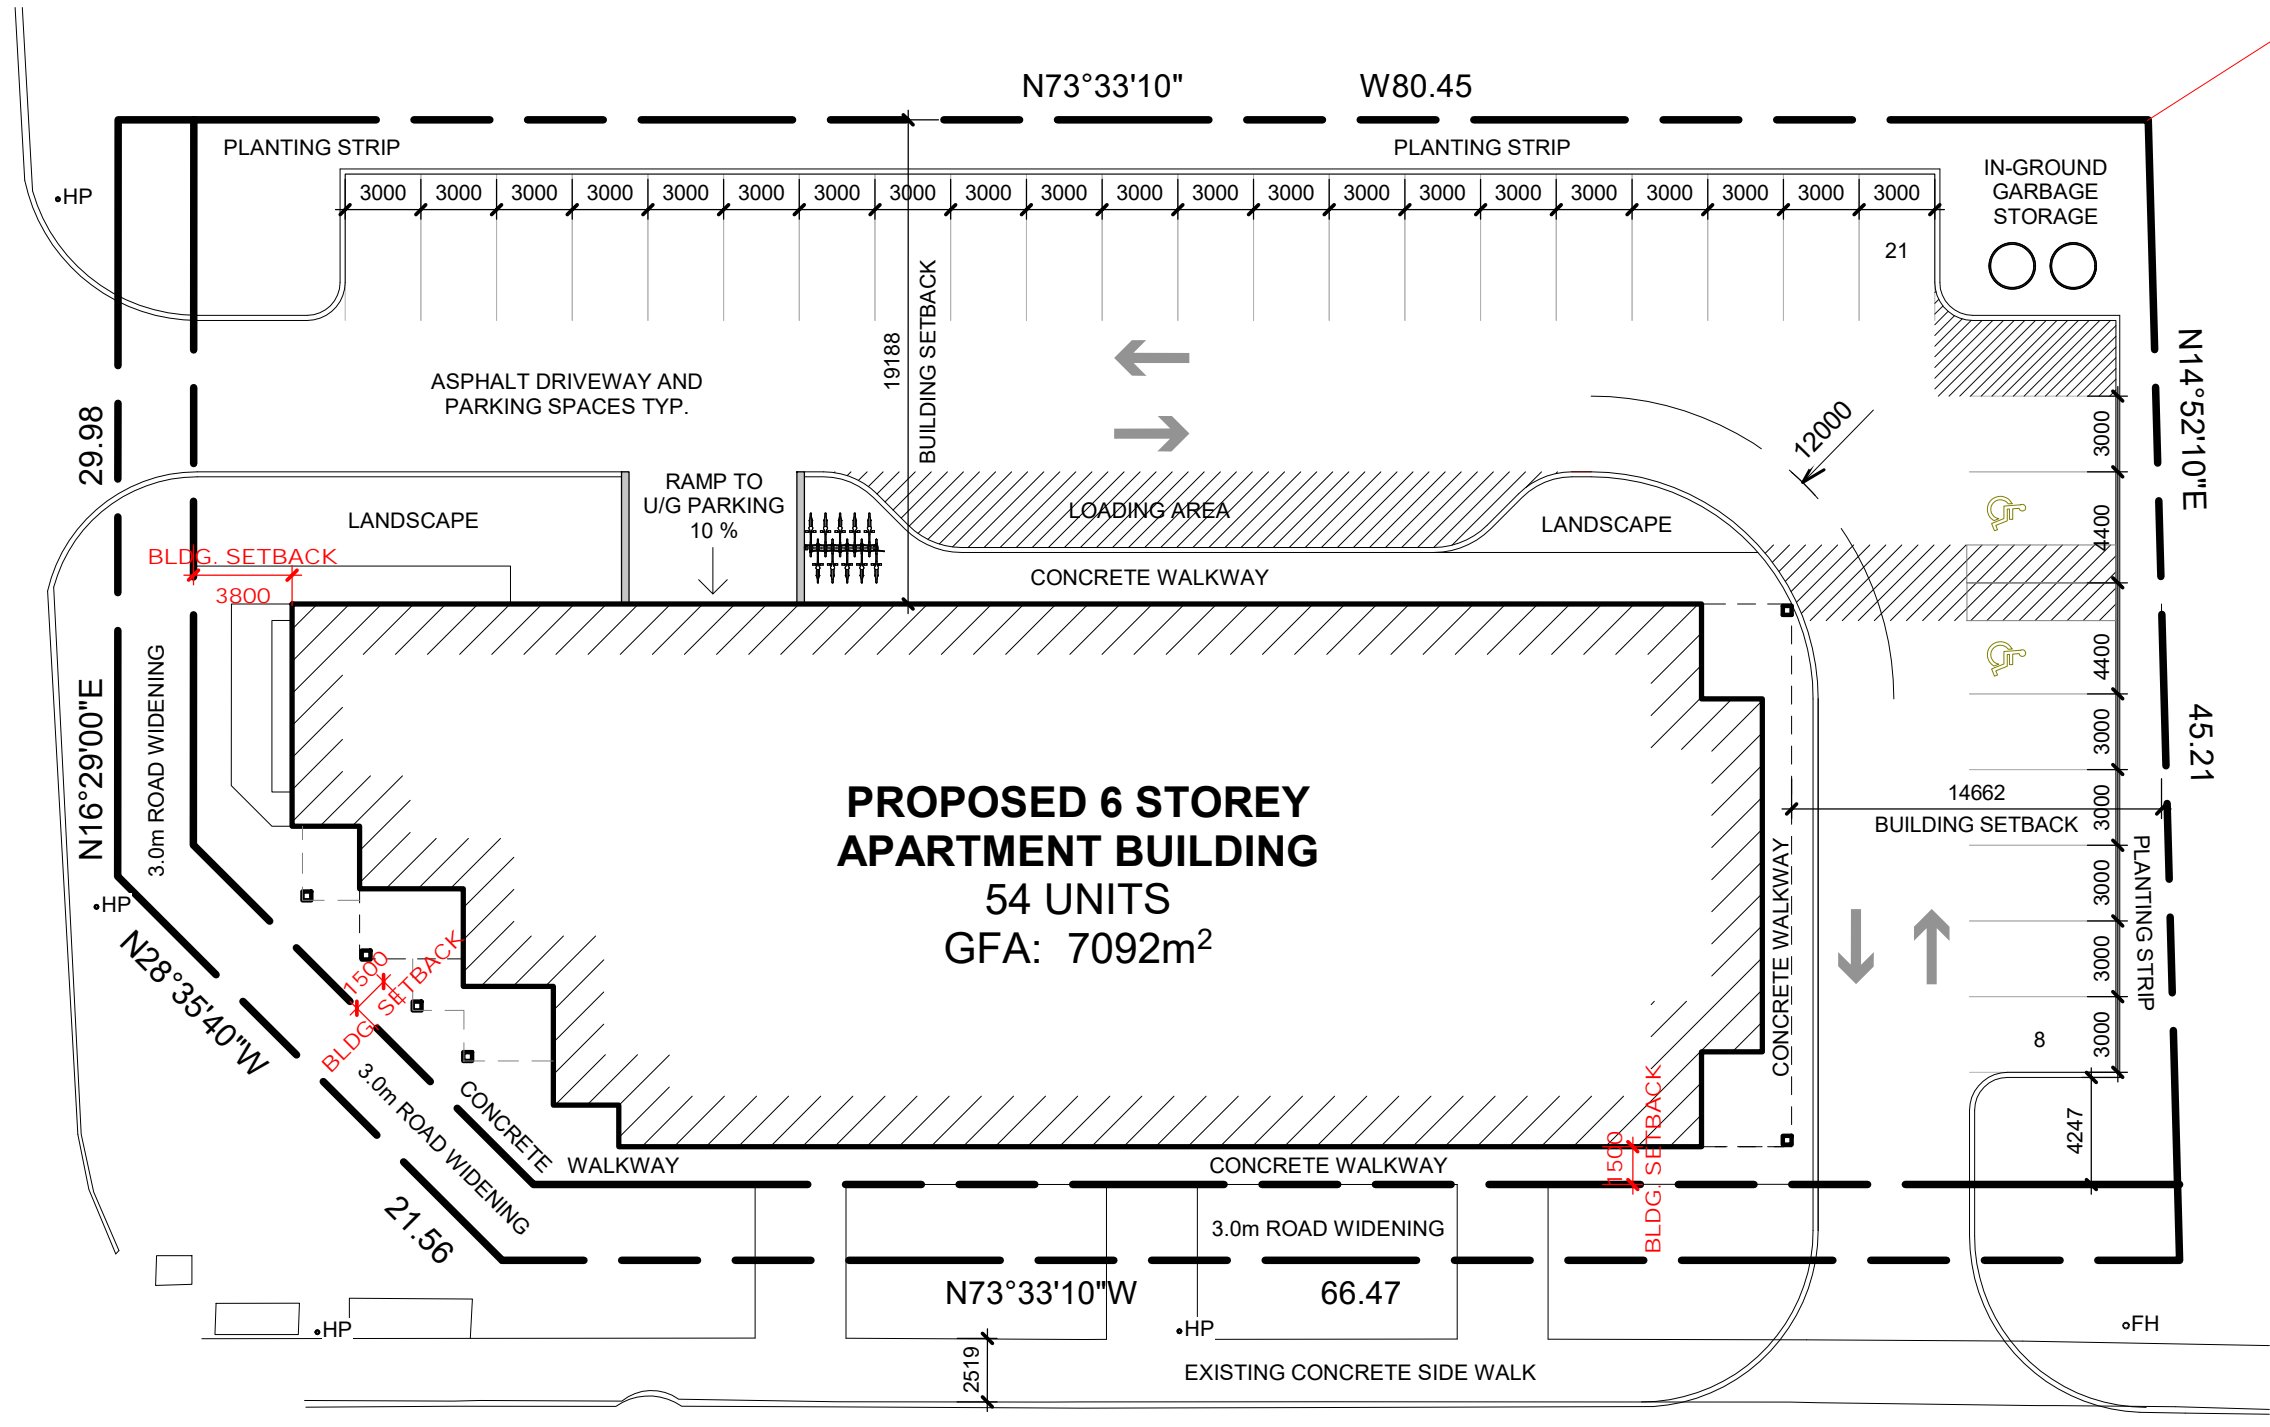 N73°33'10" W80.45
PLANTING STRIP
PLANTING STRIP
IN-GROUND
GARBAGE
STORAGE
HP
3000 3000 3000 3000 3000 3000 3000 3000 3000 3000 3000 3000 3000 3000 3000 3000 3000 3000 3000 3000 3000
21
19188
BUILDING SETBACK
ASPHALT DRIVEWAY AND
PARKING SPACES TYP.
29.98
N16°29'00"E
N14°52'10"E
45.21
12000
RAMP TO
U/G PARKING
10 %
LANDSCAPE
LOADING AREA
LANDSCAPE
BLDG. SETBACK
3800
CONCRETE WALKWAY
3000
4400
4400
3000
3000
3000
3000
3000
3.0m ROAD WIDENING
PROPOSED 6 STOREY
APARTMENT BUILDING
54 UNITS
GFA: 7092m²
14662
BUILDING SETBACK
CONCRETE WALKWAY
PLANTING STRIP
HP
N28°35'40"W
1500
BLDG. SETBACK
3.0m ROAD WIDENING
21.56
8
4247
CONCRETE
WALKWAY
CONCRETE WALKWAY
1500
BLDG. SETBACK
3.0m ROAD WIDENING
N73°33'10"W 66.47
HP
HP
FH
2519
EXISTING CONCRETE SIDE WALK